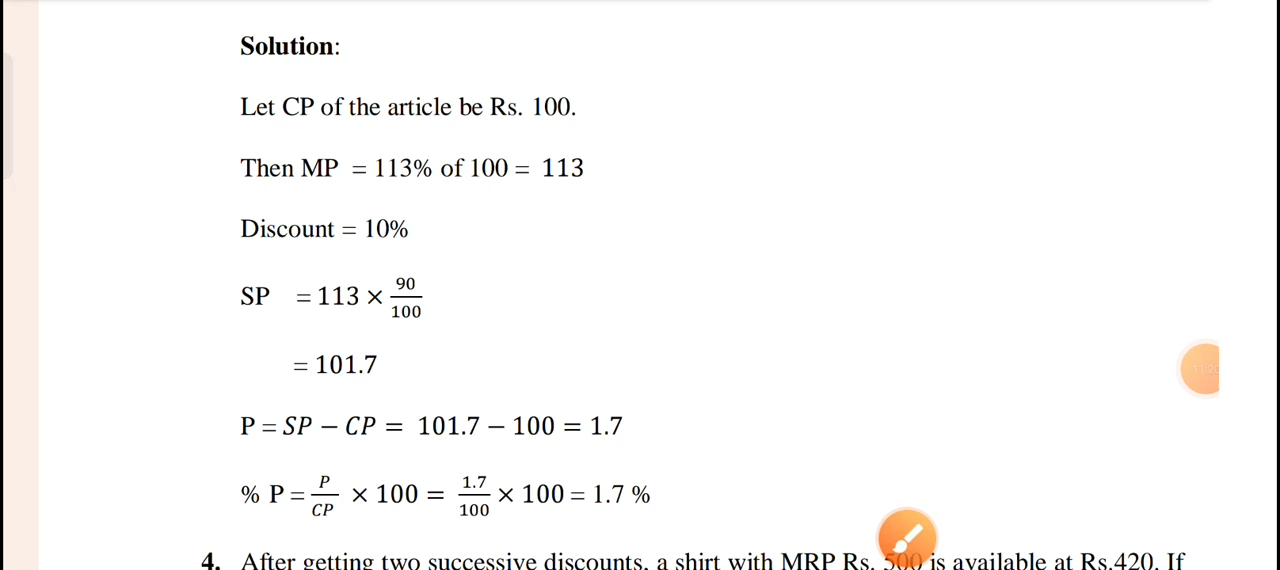 Solution:
Let CP of the article be Rs. 100.
Then MP = 113% of 100 = 113
Discount = 10%
SP = 113 × 90/100
= 101.7
P = SP − CP = 101.7 − 100 = 1.7
% P = P/CP × 100 = 1.7/100 × 100 = 1.7 %
4. After getting two successive discounts, a shirt with MRP Rs. 500 is available at Rs.420. If